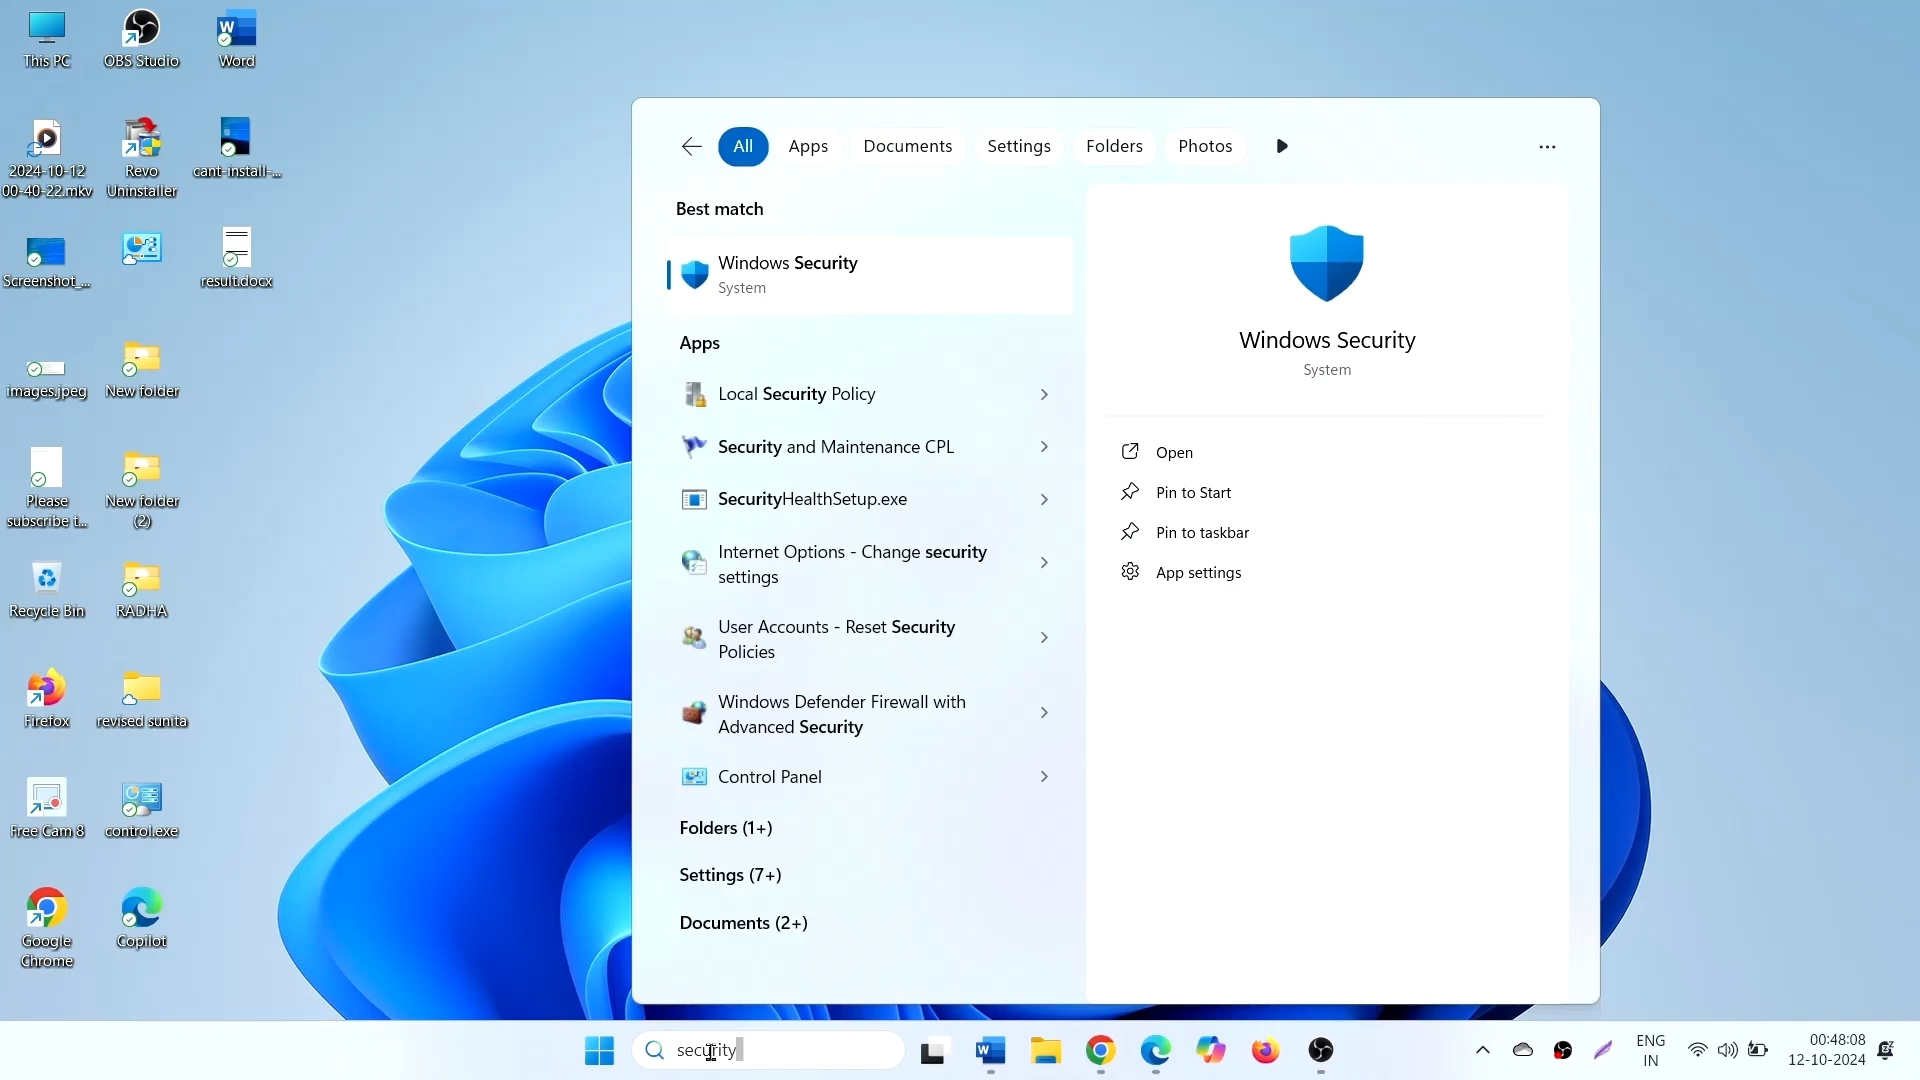 This PC
OBS Studio
Word
2024-10-12
00-40-22.mkv
Revo
Uninstaller
cant-install-...
Screenshot_...
result.docx
images.jpeg
New folder
Please
subscribe t...
New folder
(2)
Recycle Bin
RADHA
Firefox
revised sunita
Free Cam 8
control.exe
Google
Chrome
Copilot
All
Apps
Documents
Settings
Folders
Photos
Best match
Windows Security
System
Apps
Local Security Policy
Security and Maintenance CPL
SecurityHealthSetup.exe
Internet Options - Change security
settings
User Accounts - Reset Security
Policies
Windows Defender Firewall with
Advanced Security
Control Panel
Folders (1+)
Settings (7+)
Documents (2+)
Windows Security
System
Open
Pin to Start
Pin to taskbar
App settings
security
ENG
IN
00:48:08
12-10-2024